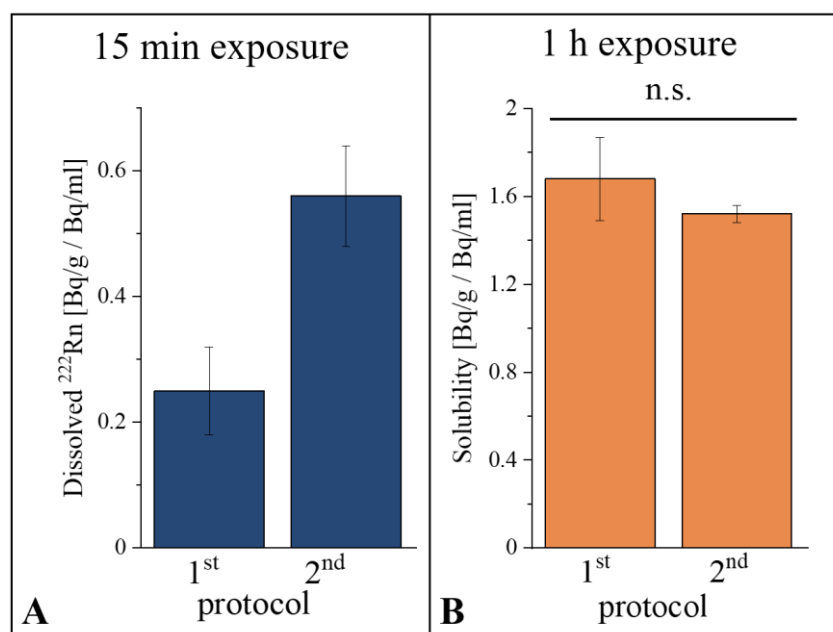 15 min exposure
Dissolved ²²²Rn [Bq/g / Bq/ml]
0.6
0.4
0.2
0
1ˢᵗ 2ⁿᵈ
protocol
A
1 h exposure
n.s.
Solubility [Bq/g / Bq/ml]
2
1.6
1.2
0.8
0.4
0
1ˢᵗ 2ⁿᵈ
protocol
B